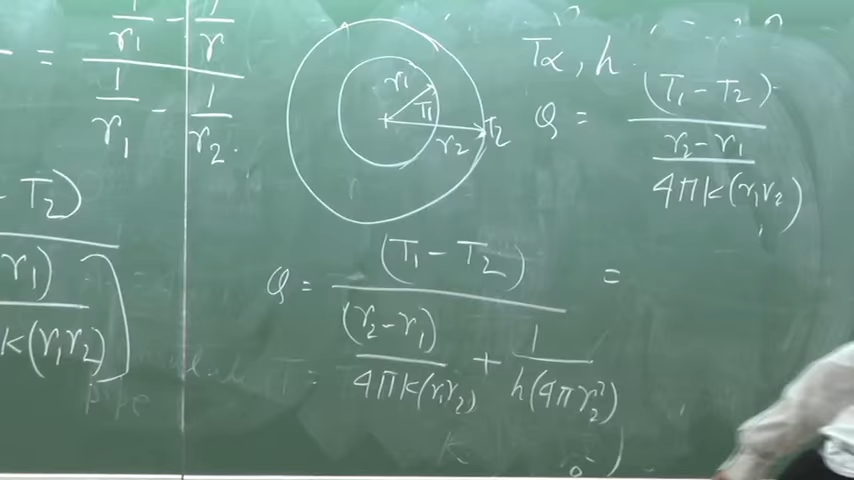 = (1/r₁ − 1/r) / (1/r₁ − 1/r₂.)
− T₂)
r₁)
k(r₁r₂)
r₁
T₁
r₂
T₂
T∝, h
Q = (T₁ − T₂) / ((r₂ − r₁) / 4πk(r₁r₂))
Q = (T₁ − T₂) / ((r₂ − r₁) / 4πk(r₁r₂) + 1 / h(4πr₂²)) =
T =
pipe